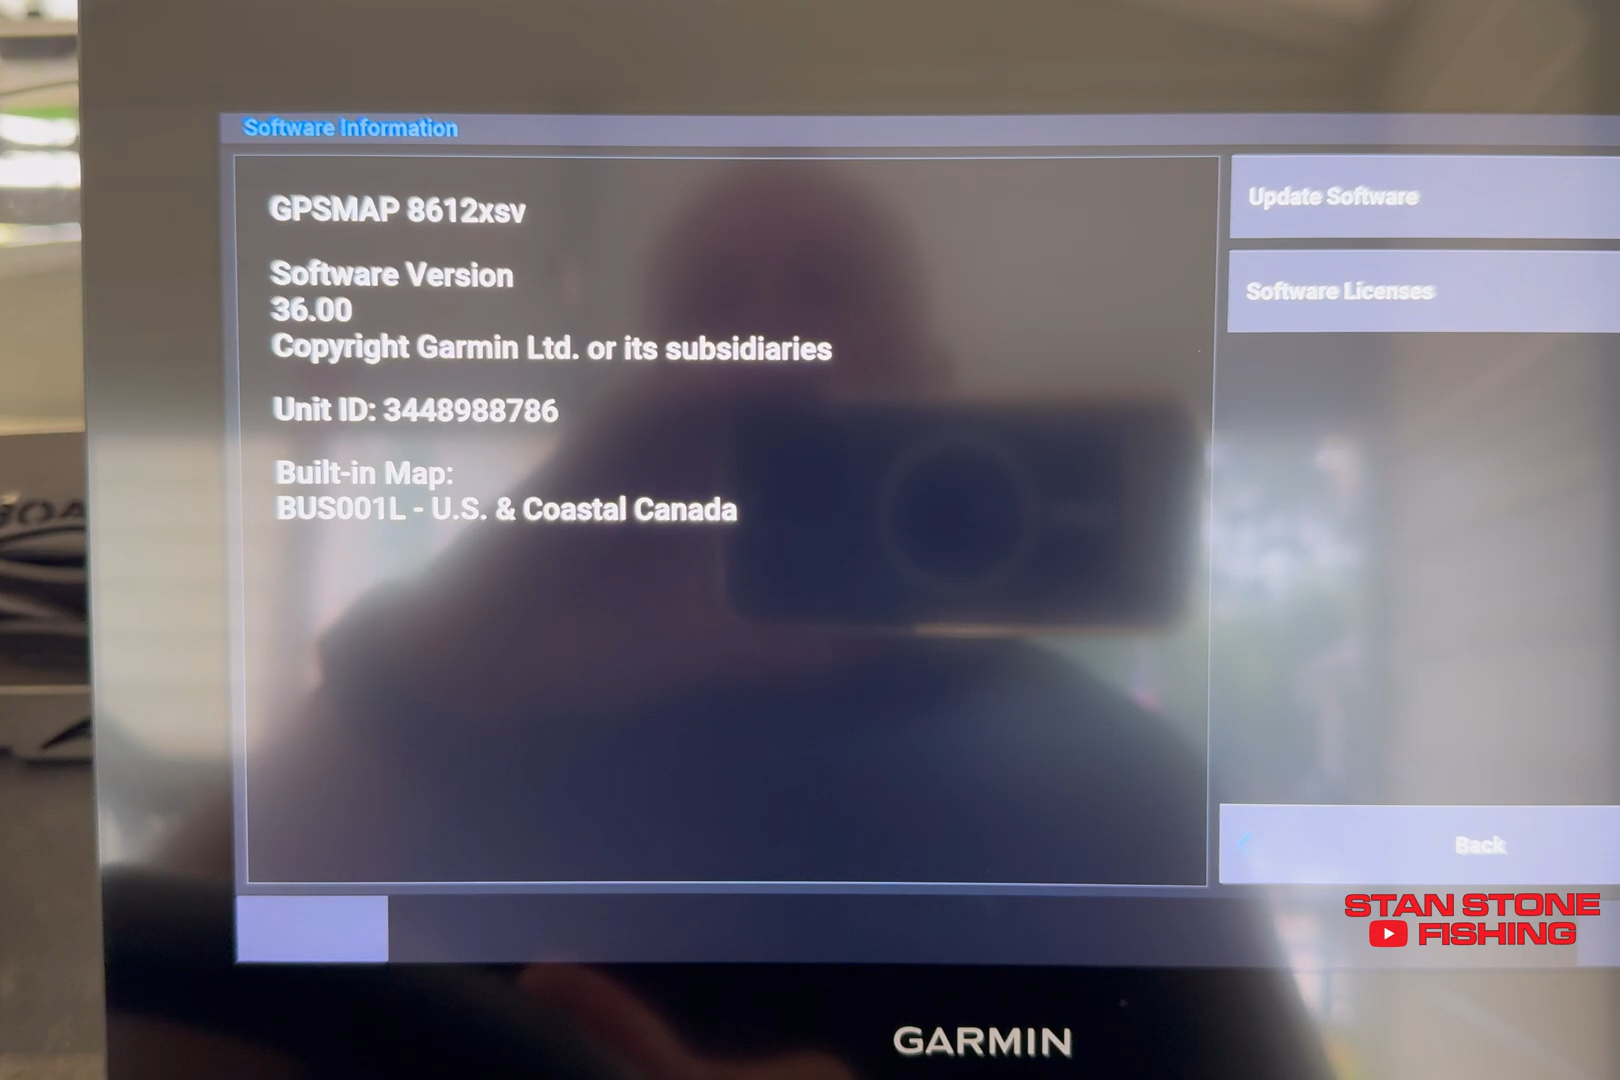 Software Information
GPSMAP 8612xsv
Software Version
36.00
Copyright Garmin Ltd. or its subsidiaries
Unit ID: 3448988786
Built-in Map:
BUS001L - U.S. & Coastal Canada
Update Software
Software Licenses
Back
STAN STONE
FISHING
GARMIN